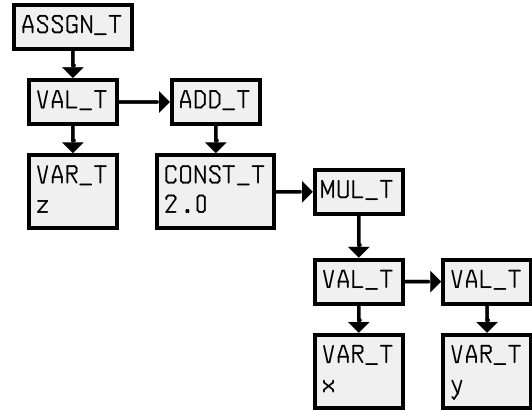 ASSGN_T
VAL_T
ADD_T
VAR_T
z
CONST_T
2.0
MUL_T
VAL_T
VAL_T
VAR_T
x
VAR_T
y